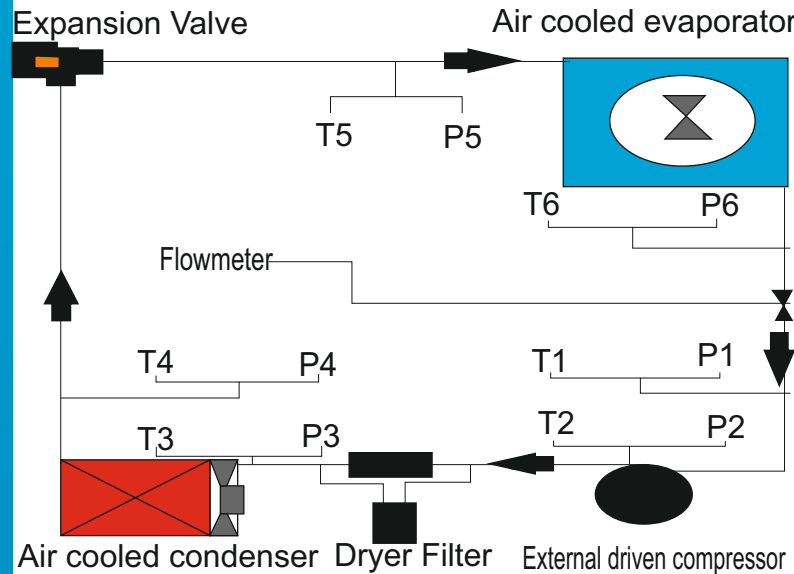 Expansion Valve
Air cooled evaporator
T5
P5
T6
P6
Flowmeter
T4
P4
T1
P1
T3
P3
T2
P2
Air cooled condenser
Dryer Filter
External driven compressor